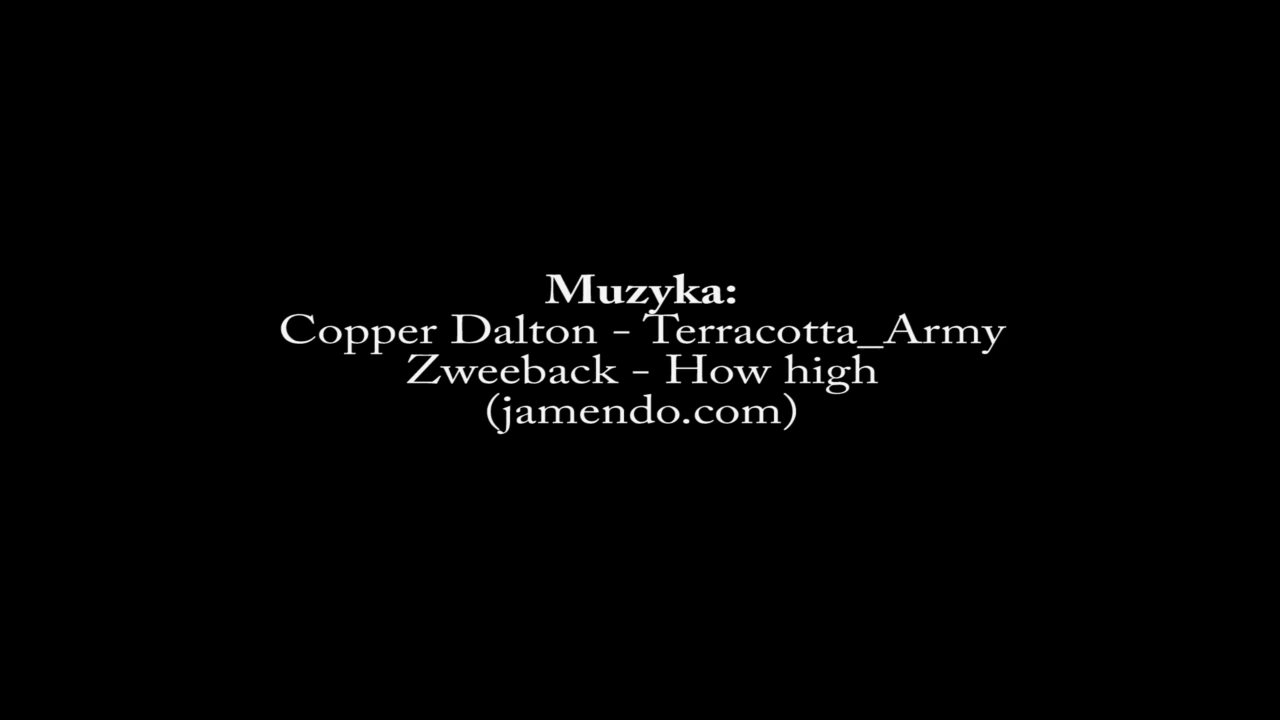 Muzyka:
Copper Dalton - Terracotta_Army
Zweeback - How high
(jamendo.com)